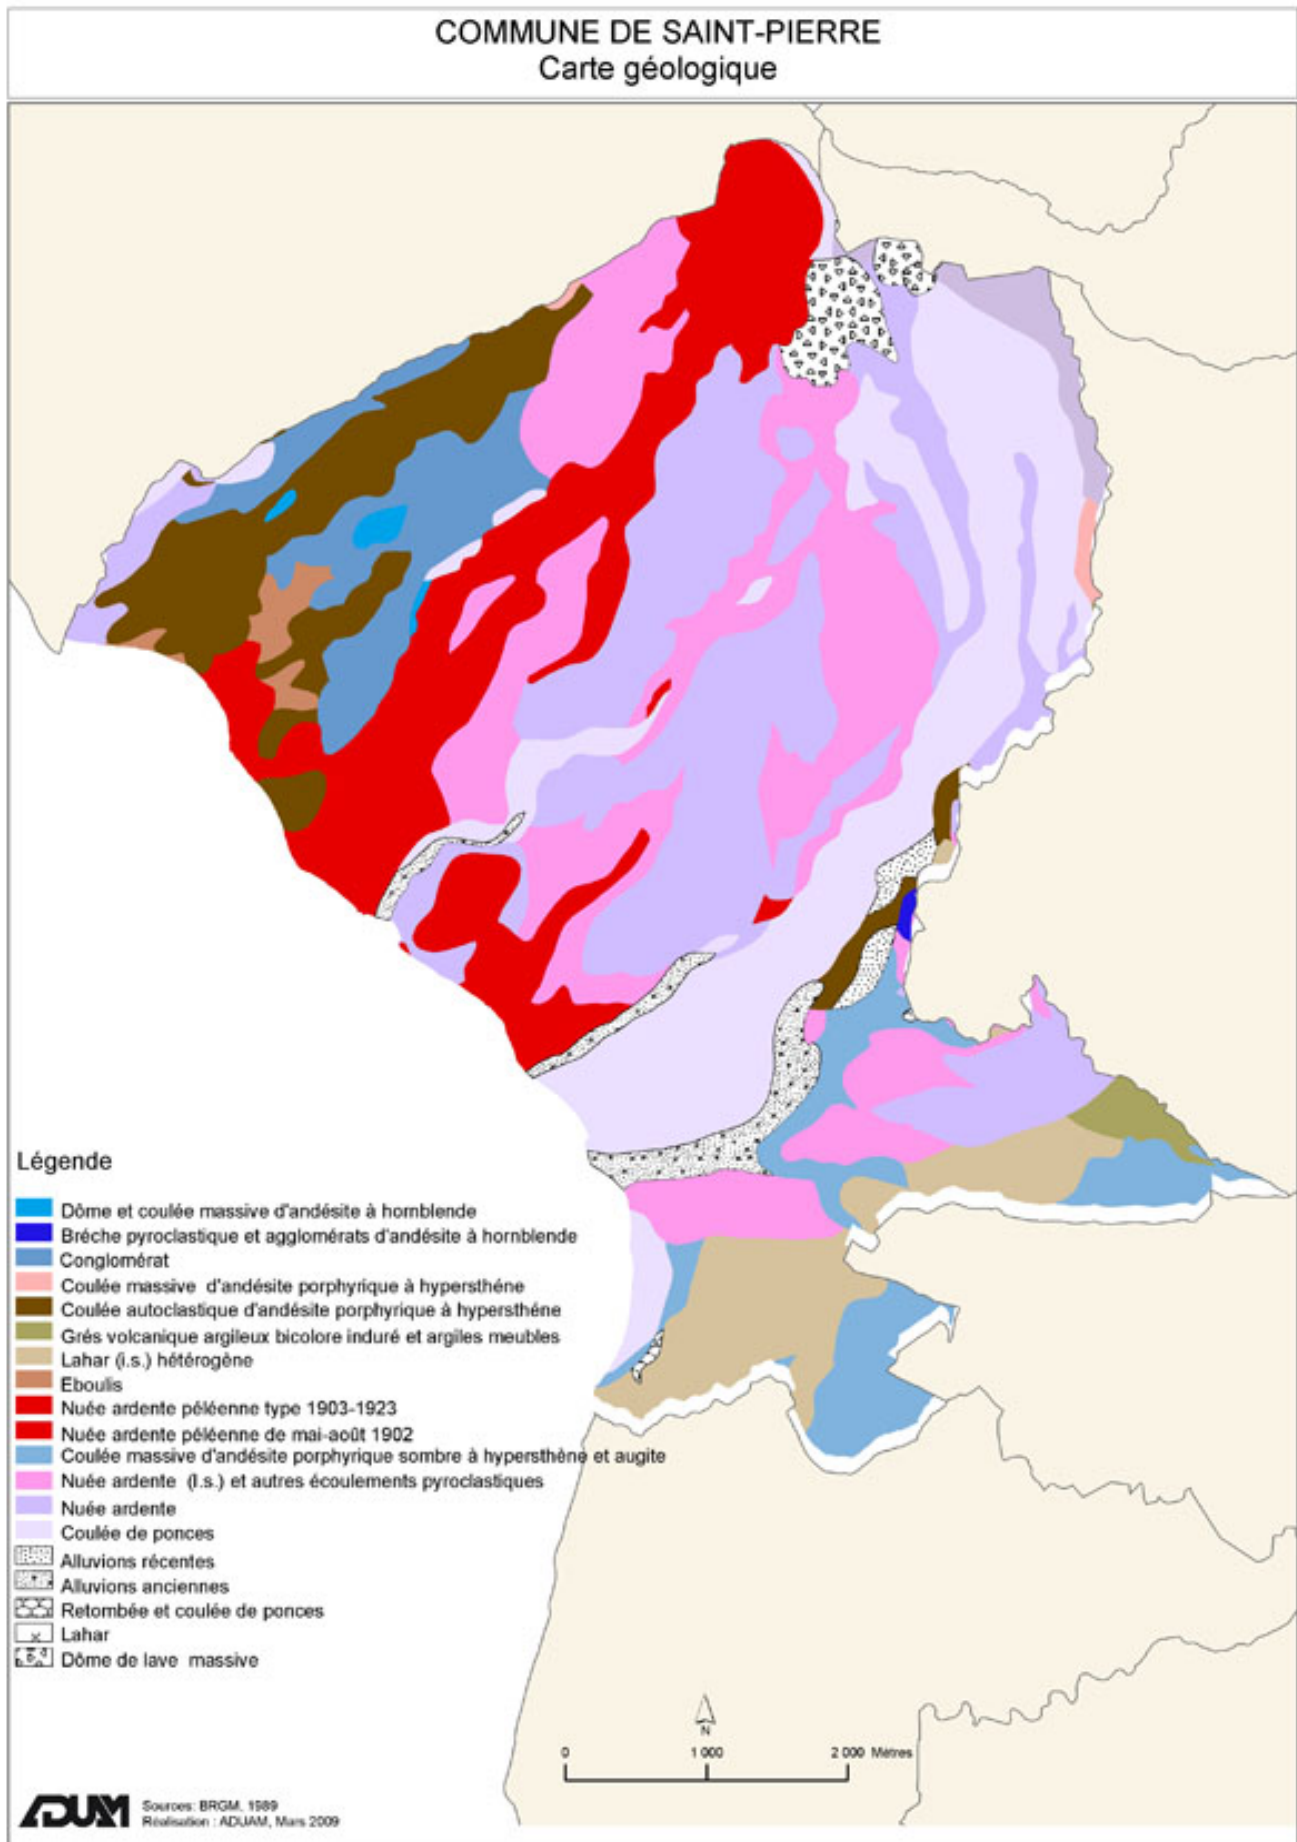 COMMUNE DE SAINT-PIERRE
Carte géologique
Légende
Dôme et coulée massive d'andésite à hornblende
Bréche pyroclastique et agglomérats d'andésite à hornblende
Conglomérat
Coulée massive d'andésite porphyrique à hypersthéne
Coulée autoclastique d'andésite porphyrique à hypersthéne
Grés volcanique argileux bicolore induré et argiles meubles
Lahar (i.s.) hétérogène
Eboulis
Nuée ardente péléenne type 1903-1923
Nuée ardente péléenne de mai-août 1902
Coulée massive d'andésite porphyrique sombre à hypersthène et augite
Nuée ardente (l.s.) et autres écoulements pyroclastiques
Nuée ardente
Coulée de ponces
Alluvions récentes
Alluvions anciennes
Retombée et coulée de ponces
Lahar
Dôme de lave massive
N
0 1 000 2 000 Mètres
ADUAM
Sources: BRGM, 1989
Réalisation : ADUAM, Mars 2009